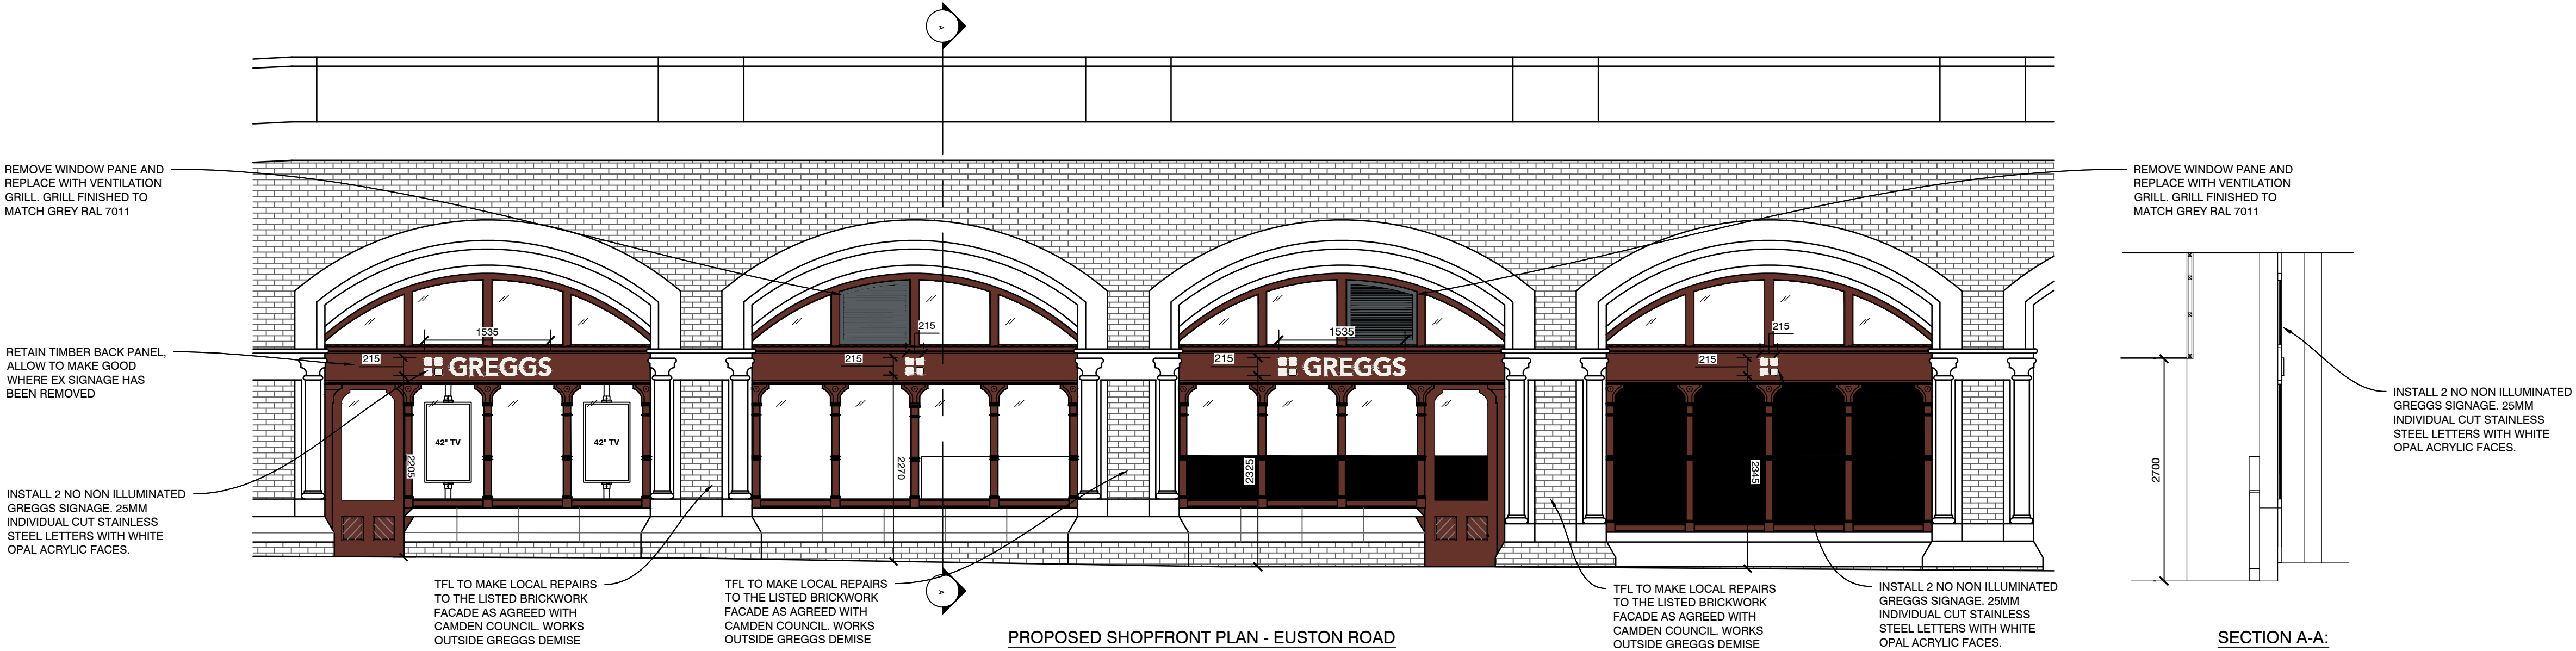 A
REMOVE WINDOW PANE AND
REPLACE WITH VENTILATION
GRILL. GRILL FINISHED TO
MATCH GREY RAL 7011
REMOVE WINDOW PANE AND
REPLACE WITH VENTILATION
GRILL. GRILL FINISHED TO
MATCH GREY RAL 7011
RETAIN TIMBER BACK PANEL,
ALLOW TO MAKE GOOD
WHERE EX SIGNAGE HAS
BEEN REMOVED
1535
215
GREGGS
42" TV
42" TV
2205
215
215
2270
1535
215
GREGGS
2325
215
215
2345
2700
INSTALL 2 NO NON ILLUMINATED
GREGGS SIGNAGE. 25MM
INDIVIDUAL CUT STAINLESS
STEEL LETTERS WITH WHITE
OPAL ACRYLIC FACES.
INSTALL 2 NO NON ILLUMINATED
GREGGS SIGNAGE. 25MM
INDIVIDUAL CUT STAINLESS
STEEL LETTERS WITH WHITE
OPAL ACRYLIC FACES.
TFL TO MAKE LOCAL REPAIRS
TO THE LISTED BRICKWORK
FACADE AS AGREED WITH
CAMDEN COUNCIL. WORKS
OUTSIDE GREGGS DEMISE
TFL TO MAKE LOCAL REPAIRS
TO THE LISTED BRICKWORK
FACADE AS AGREED WITH
CAMDEN COUNCIL. WORKS
OUTSIDE GREGGS DEMISE
A
TFL TO MAKE LOCAL REPAIRS
TO THE LISTED BRICKWORK
FACADE AS AGREED WITH
CAMDEN COUNCIL. WORKS
OUTSIDE GREGGS DEMISE
INSTALL 2 NO NON ILLUMINATED
GREGGS SIGNAGE. 25MM
INDIVIDUAL CUT STAINLESS
STEEL LETTERS WITH WHITE
OPAL ACRYLIC FACES.
PROPOSED SHOPFRONT PLAN - EUSTON ROAD
SECTION A-A: